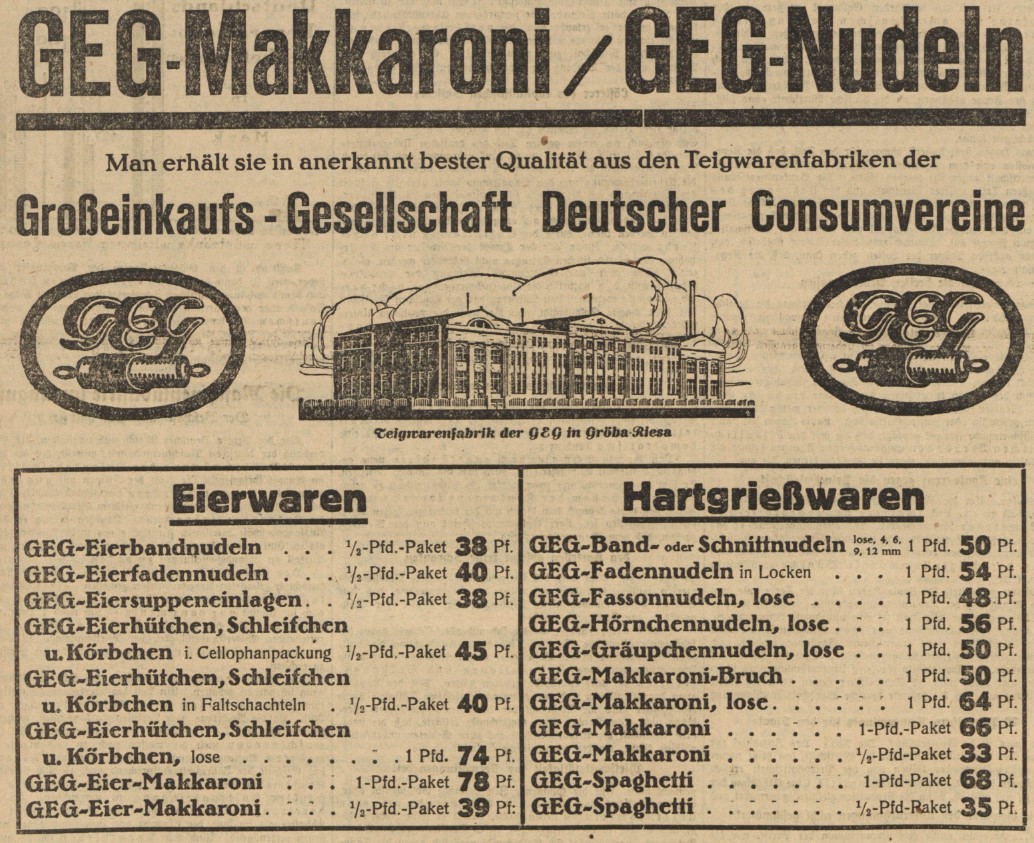 GEG-Makkaroni / GEG-Nudeln
Man erhält sie in anerkannt bester Qualität aus den Teigwarenfabriken der
Großeinkaufs-Gesellschaft Deutscher Consumvereine
GEG
GEG
Teigwarenfabrik der GEG in Gröba-Riesa
Eierwaren
GEG-Eierbandnudeln . . . ½-Pfd.-Paket 38 Pf.
GEG-Eierfadennudeln . . . ½-Pfd.-Paket 40 Pf.
GEG-Eiersuppeneinlagen . . ½-Pfd.-Paket 38 Pf.
GEG-Eierhütchen, Schleifchen
u. Körbchen i. Cellophanpackung ½-Pfd.-Paket 45 Pf.
GEG-Eierhütchen, Schleifchen
u. Körbchen in Faltschachteln . ½-Pfd.-Paket 40 Pf.
GEG-Eierhütchen, Schleifchen
u. Körbchen, lose . . . . . . . 1 Pfd. 74 Pf.
GEG-Eier-Makkaroni . . . 1-Pfd.-Paket 78 Pf.
GEG-Eier-Makkaroni . . . ½-Pfd.-Paket 39 Pf.
Hartgrießwaren
GEG-Band- oder Schnittnudeln lose, 4, 6, 9, 12 mm 1 Pfd. 50 Pf.
GEG-Fadennudeln in Locken . . . 1 Pfd. 54 Pf.
GEG-Fassonnudeln, lose . . . . 1 Pfd. 48 Pf.
GEG-Hörnchennudeln, lose . . . 1 Pfd. 56 Pf.
GEG-Gräupchennudeln, lose . . 1 Pfd. 50 Pf.
GEG-Makkaroni-Bruch . . . . . 1 Pfd. 50 Pf.
GEG-Makkaroni, lose . . . . . . 1 Pfd. 64 Pf.
GEG-Makkaroni . . . . . 1-Pfd.-Paket 66 Pf.
GEG-Makkaroni . . . . . ½-Pfd-Paket 33 Pf.
GEG-Spaghetti . . . . . . 1-Pfd-Paket 68 Pf.
GEG-Spaghetti . . . . . . ½-Pfd-Paket 35 Pf.